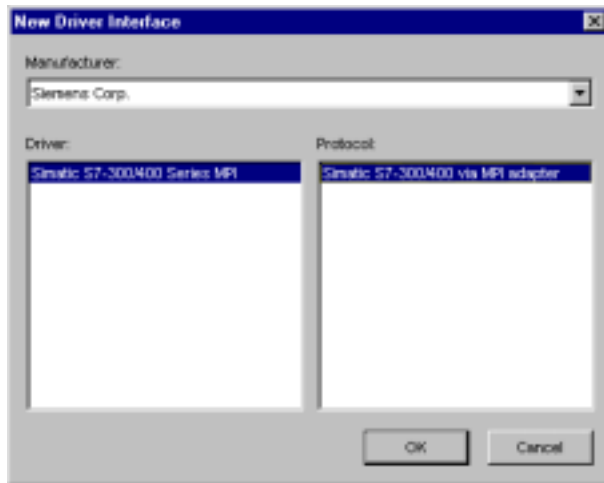 New Driver Interface
Manufacturer:
Siemens Corp.
Driver:
Protocol:
Simatic S7-300/400 Series MPI
Simatic S7-300/400 via MPI adapter
OK
Cancel